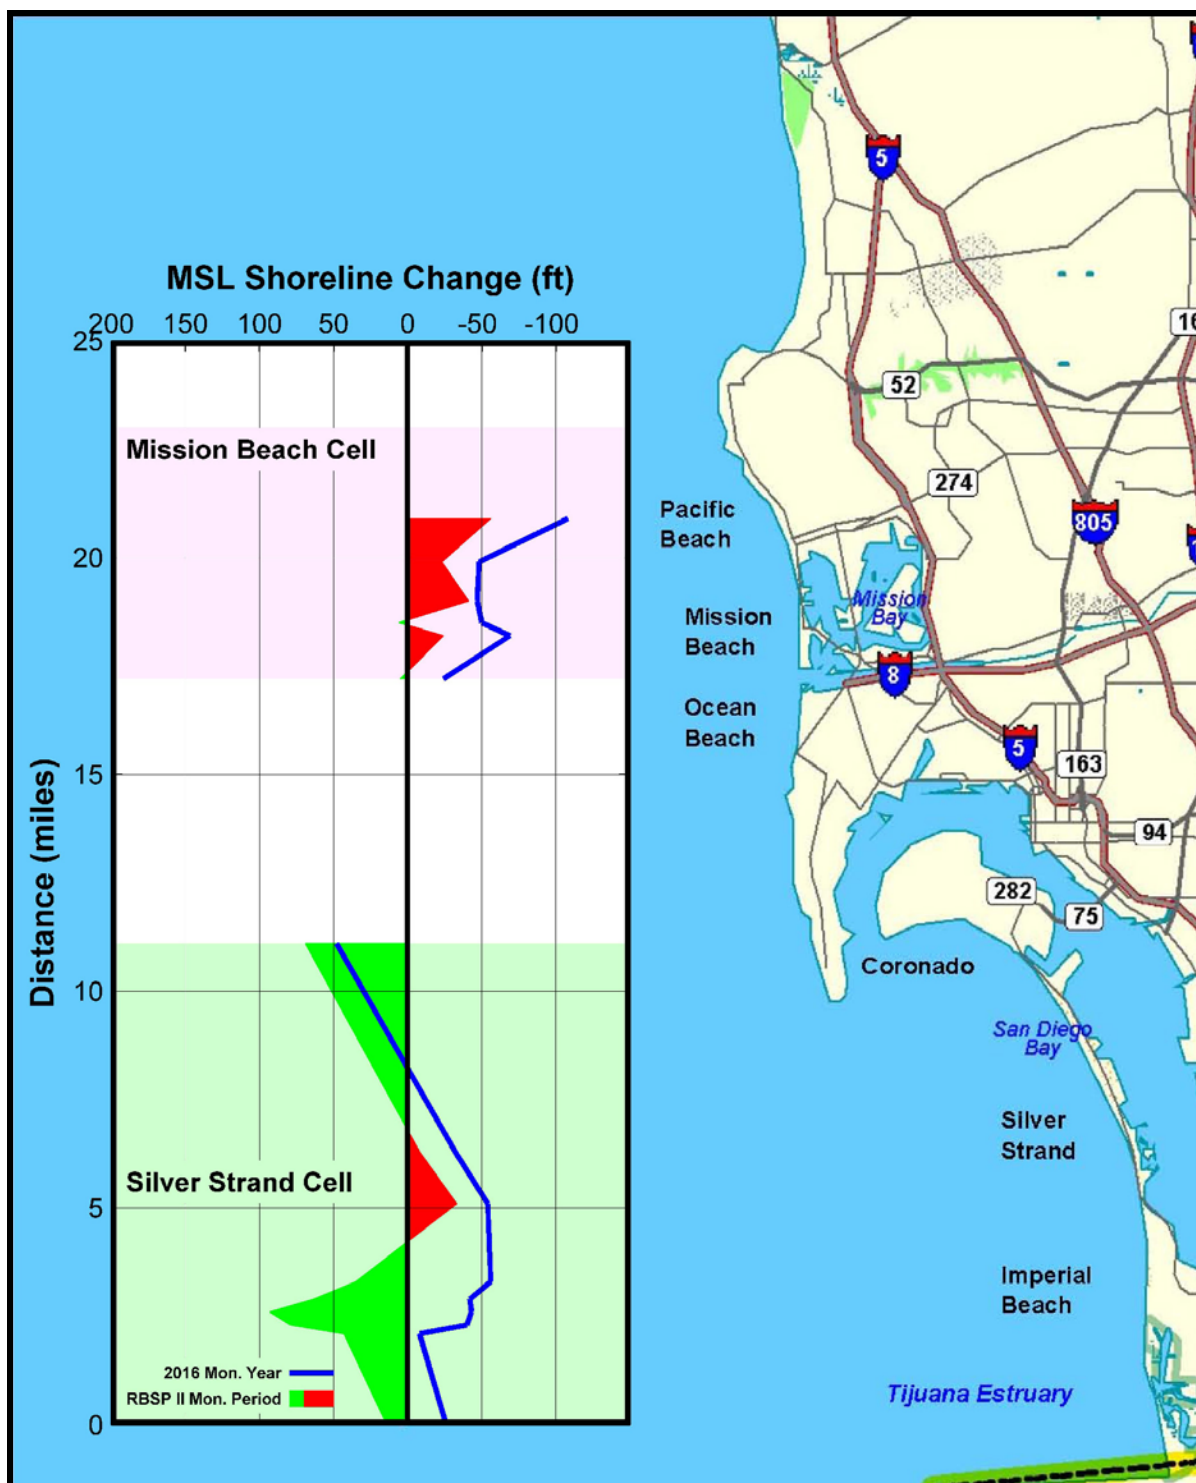 MSL Shoreline Change (ft)
200 150 100 50 0 -50 -100
25
Mission Beach Cell
20
15
10
Silver Strand Cell
5
2016 Mon. Year
RBSP II Mon. Period
0
Distance (miles)
5
52
274
805
Pacific
Beach
Mission
Bay
Mission
Beach
8
Ocean
Beach
5
163
94
282
75
Coronado
San Diego
Bay
Silver
Strand
Imperial
Beach
Tijuana Estruary